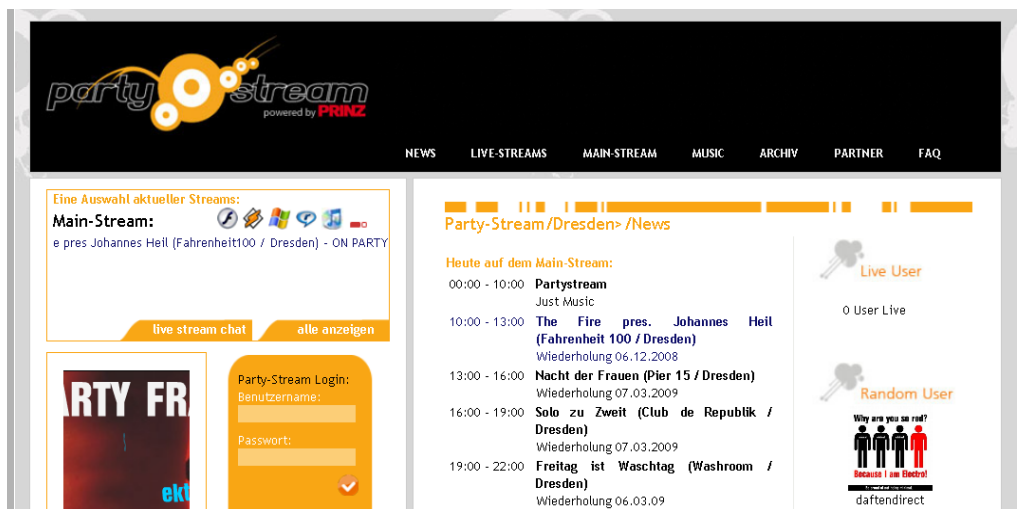 party stream
powered by PRINZ
NEWS LIVE-STREAMS MAIN-STREAM MUSIC ARCHIV PARTNER FAQ
Eine Auswahl aktueller Streams:
Main-Stream:
e pres Johannes Heil (Fahrenheit100 / Dresden) - ON PARTY
live stream chat alle anzeigen
ARTY FRA
ekt
Party-Stream Login:
Benutzername:
Passwort:
Party-Stream /Dresden> /News
Heute auf dem Main-Stream:
00:00 - 10:00 Partystream
Just Music
10:00 - 13:00 The Fire pres. Johannes Heil
(Fahrenheit 100 / Dresden)
Wiederholung 06.12.2008
13:00 - 16:00 Nacht der Frauen (Pier 15 / Dresden)
Wiederholung 07.03.2009
16:00 - 19:00 Solo zu Zweit (Club de Republik /
Dresden)
Wiederholung 07.03.2009
19:00 - 22:00 Freitag ist Waschtag (Washroom /
Dresden)
Wiederholung 06.03.09
Live User
0 User Live
Random User
Why are you so red?
Because I am Electro!
daftendirect